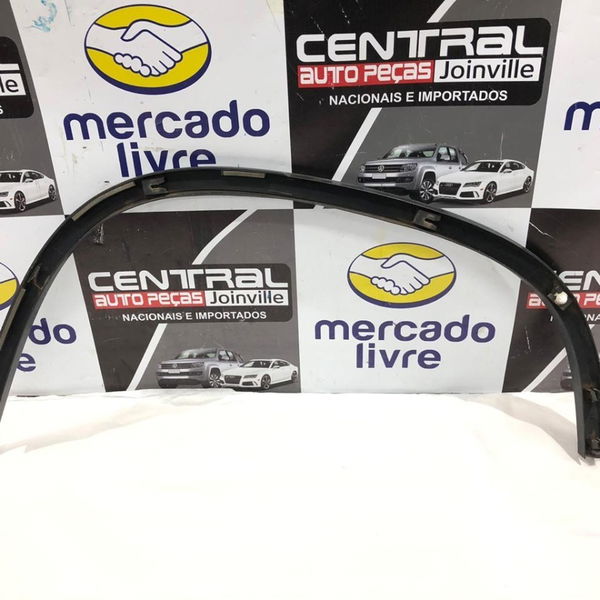 CENTRAL
AUTO PEÇAS Joinville
NACIONAIS E IMPORTADOS
mercado
livre
CENTRAL
AUTO PEÇAS Joinville
NACIONAIS E IMPORTADOS
mercado
livre